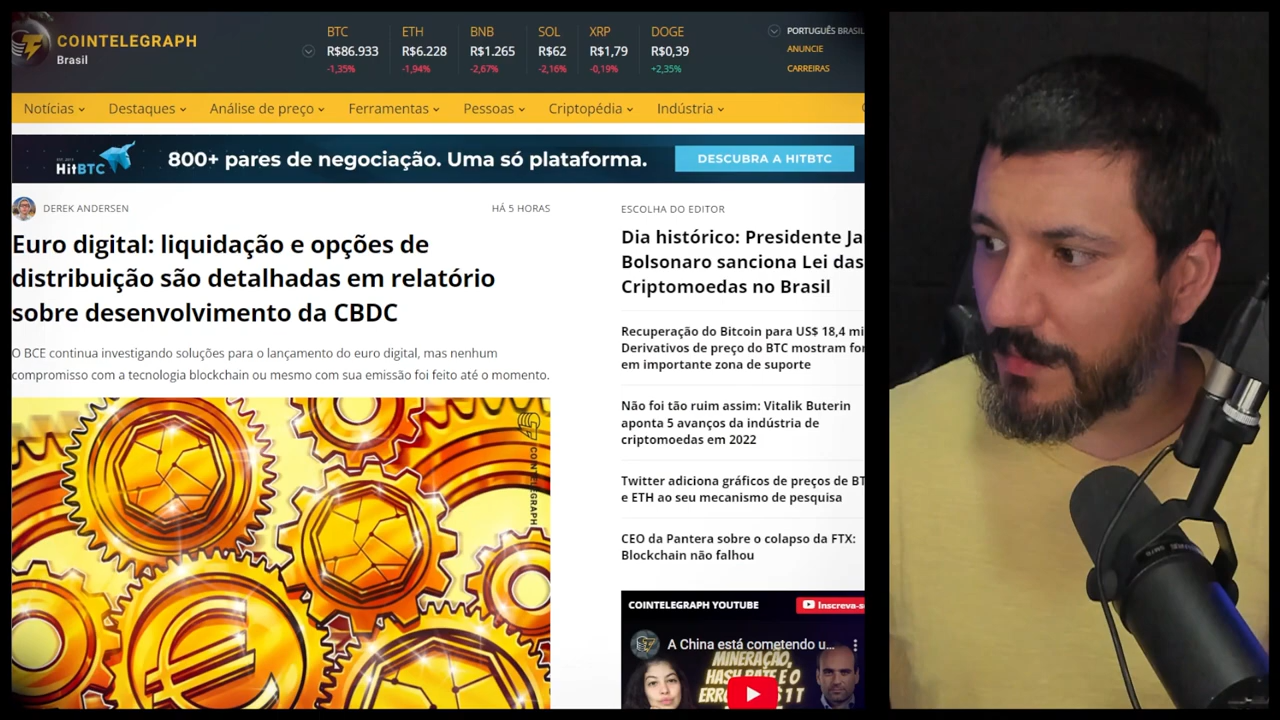 COINTELEGRAPH
Brasil
BTC ETH BNB SOL XRP DOGE
R$86.933 R$6.228 R$1.265 R$62 R$1,79 R$0,39
-1,35% -1,94% -2,67% -2,16% -0,19% +2,35%
PORTUGUÊS BRASIL
ANUNCIE
CARREIRAS
Notícias Destaques Análise de preço Ferramentas Pessoas Criptopédia Indústria
HitBTC
800+ pares de negociação. Uma só plataforma.
DESCUBRA A HITBTC
DEREK ANDERSEN
HÁ 5 HORAS
Euro digital: liquidação e opções de
distribuição são detalhadas em relatório
sobre desenvolvimento da CBDC
O BCE continua investigando soluções para o lançamento do euro digital, mas nenhum
compromisso com a tecnologia blockchain ou mesmo com sua emissão foi feito até o momento.
COINTELEGRAPH
ESCOLHA DO EDITOR
Dia histórico: Presidente Ja
Bolsonaro sanciona Lei das
Criptomoedas no Brasil
Recuperação do Bitcoin para US$ 18,4 mi
Derivativos de preço do BTC mostram for
em importante zona de suporte
Não foi tão ruim assim: Vitalik Buterin
aponta 5 avanços da indústria de
criptomoedas em 2022
Twitter adiciona gráficos de preços de BT
e ETH ao seu mecanismo de pesquisa
CEO da Pantera sobre o colapso da FTX:
Blockchain não falhou
COINTELEGRAPH YOUTUBE
Inscreva-s
A China está cometendo u...
MINERAÇÃO,
HASH RATE E O